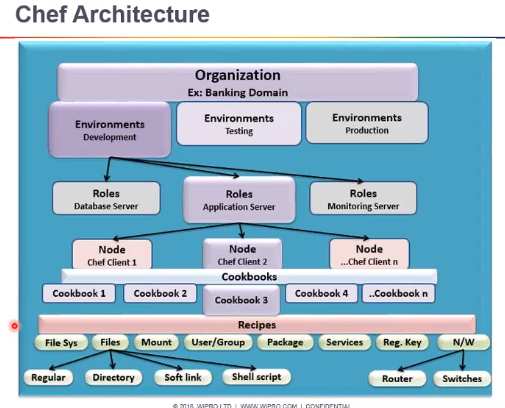 Chef Architecture
Organization
Ex: Banking Domain
Environments
Development
Environments
Testing
Environments
Production
Roles
Database Server
Roles
Application Server
Roles
Monitoring Server
Node
Chef Client 1
Node
Chef Client 2
Node
...Chef Client n
Cookbooks
Cookbook 1
Cookbook 2
Cookbook 3
Cookbook 4
..Cookbook n
Recipes
File Sys
Files
Mount
User/Group
Package
Services
Reg. Key
N/W
Regular
Directory
Soft link
Shell script
Router
Switches
© 2016 WIPRO LTD | WWW.WIPRO.COM | CONFIDENTIAL